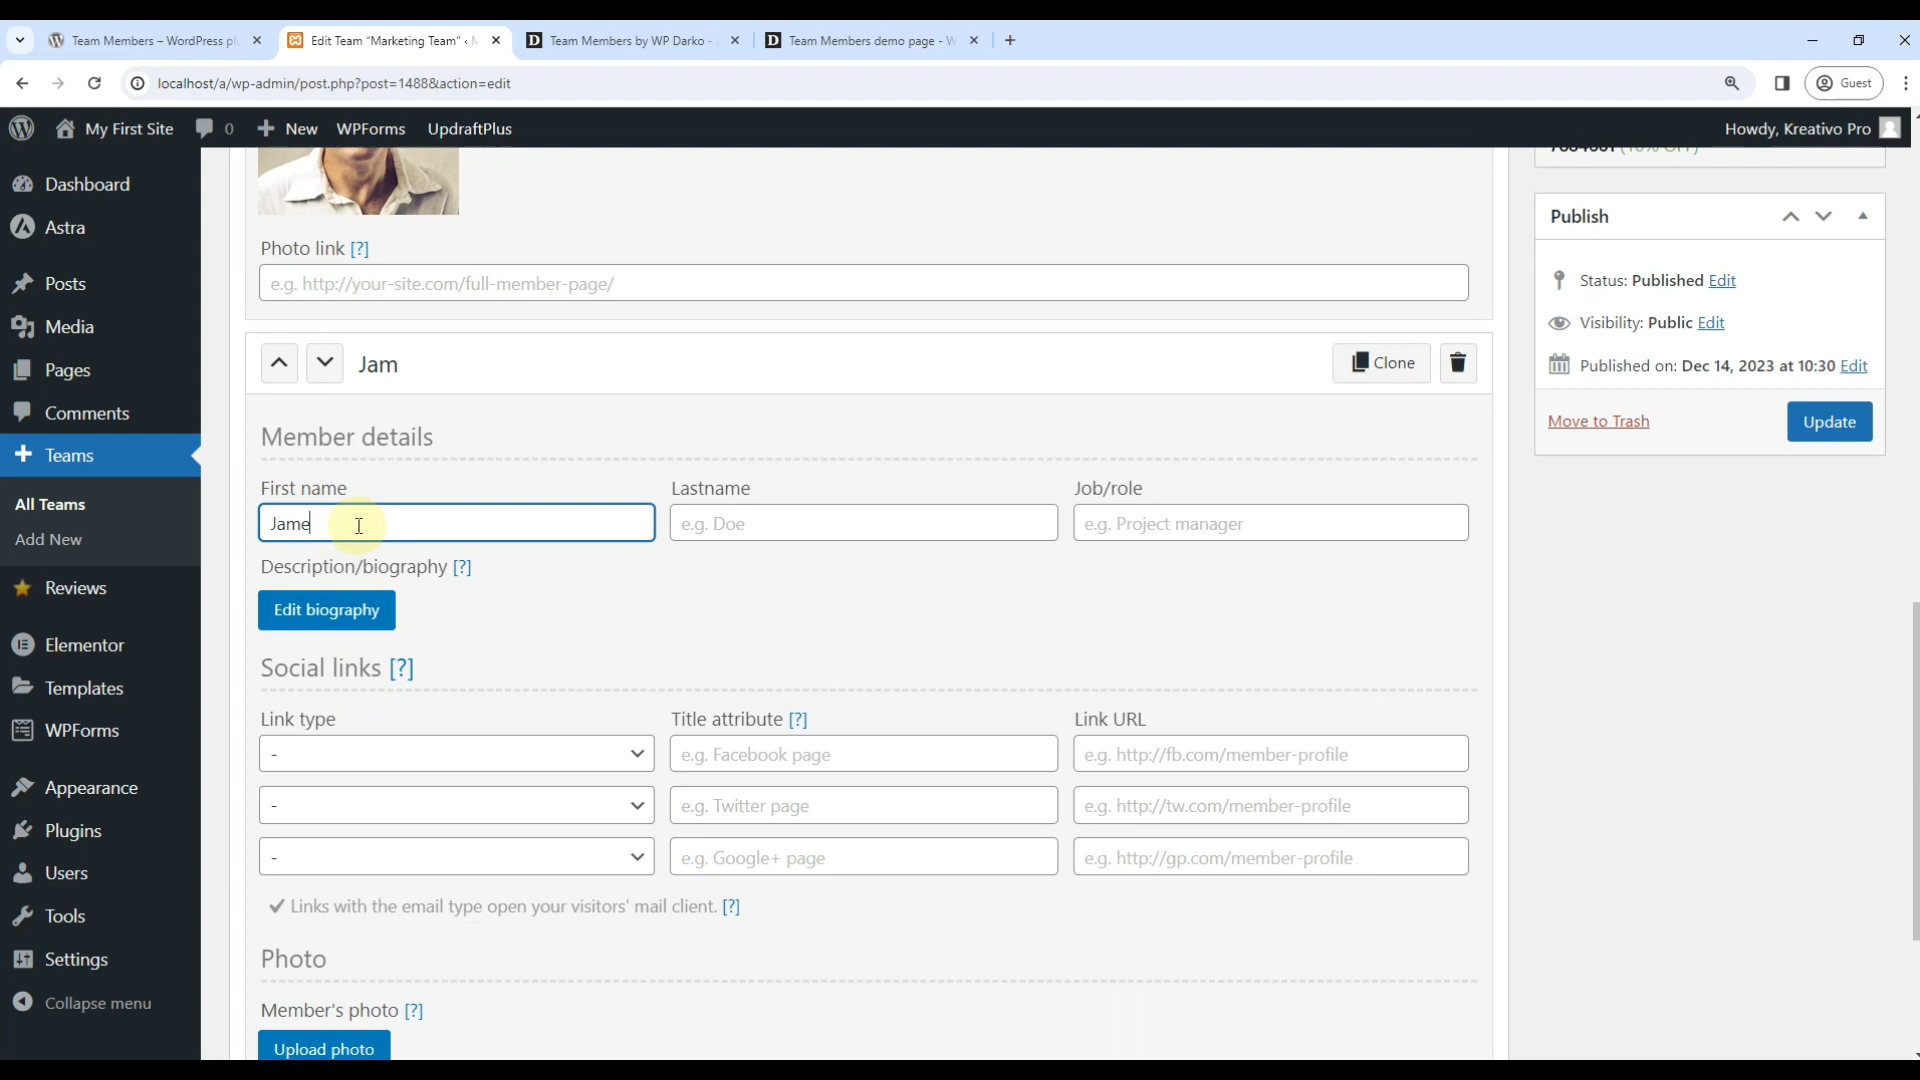 Team Members – WordPress pl
Edit Team “Marketing Team” ‹ M
Team Members by WP Darko -
Team Members demo page - W
localhost/a/wp-admin/post.php?post=1488&action=edit
Guest
My First Site
0
New
WPForms
UpdraftPlus
Howdy, Kreativo Pro
Dashboard
Astra
Posts
Media
Pages
Comments
Teams
All Teams
Add New
Reviews
Elementor
Templates
WPForms
Appearance
Plugins
Users
Tools
Settings
Collapse menu
Photo link [?]
e.g. http://your-site.com/full-member-page/
Jam
Clone
Member details
First name Lastname Job/role
Jame e.g. Doe e.g. Project manager
Description/biography [?]
Edit biography
Social links [?]
Link type Title attribute [?] Link URL
- e.g. Facebook page e.g. http://fb.com/member-profile
- e.g. Twitter page e.g. http://tw.com/member-profile
- e.g. Google+ page e.g. http://gp.com/member-profile
Links with the email type open your visitors' mail client. [?]
Photo
Member's photo [?]
Upload photo
Publish
Status: Published Edit
Visibility: Public Edit
Published on: Dec 14, 2023 at 10:30 Edit
Move to Trash
Update